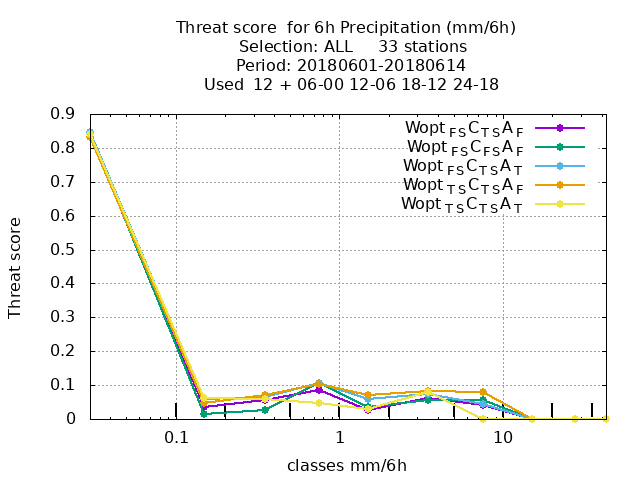 Threat score  for 6h Precipitation (mm/6h)
Selection: ALL     33 stations
Period: 20180601-20180614
Used  12 + 06-00 12-06 18-12 24-18
Wopt FS C TS A F
Wopt FS C FS A F
Wopt FS C TS A T
Wopt TS C TS A F
Wopt TS C TS A T
0.9
0.8
0.7
0.6
0.5
0.4
0.3
0.2
0.1
0
Threat score
0.1 1 10
classes mm/6h